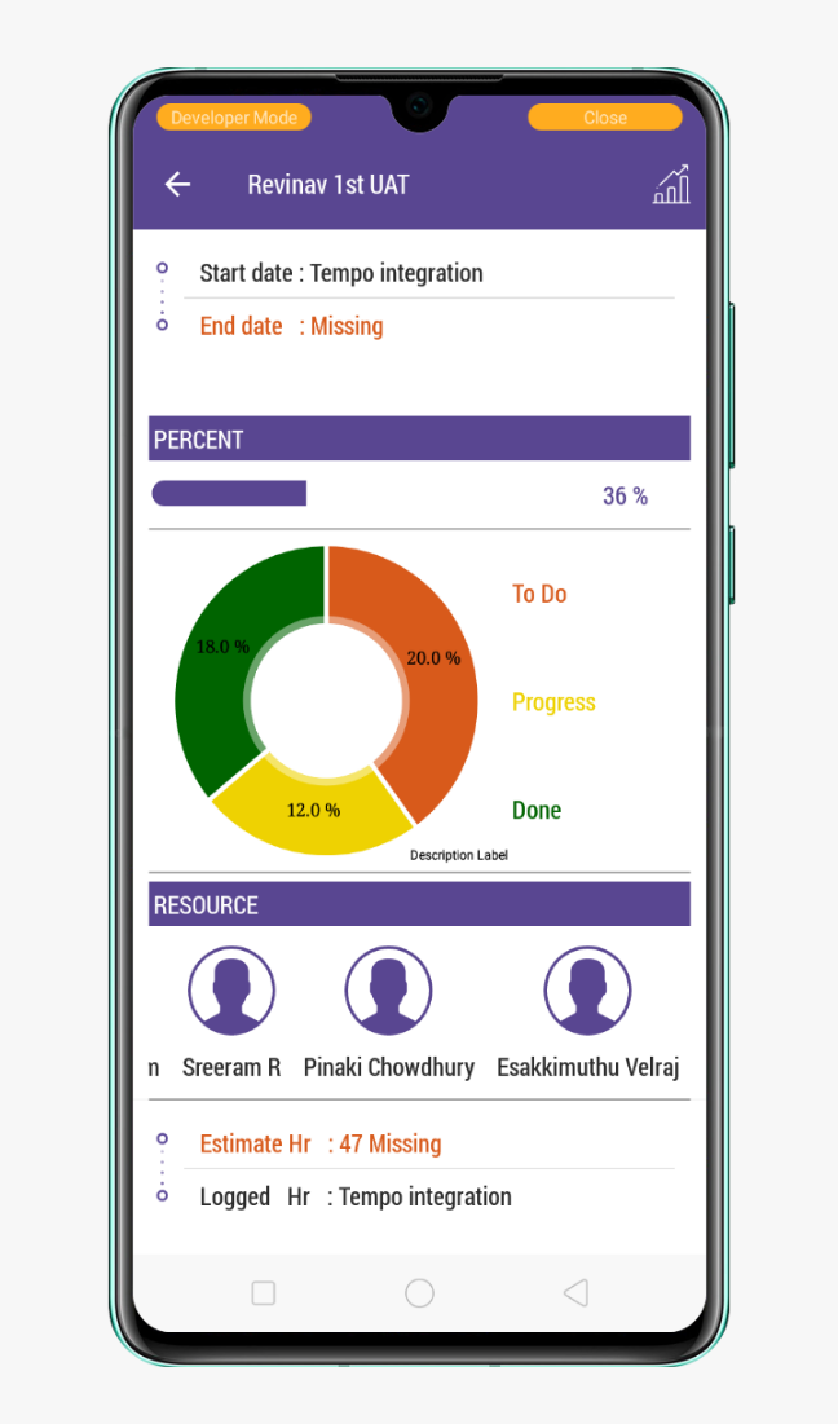 Developer Mode
Close
Revinav 1st UAT
Start date : Tempo integration
End date : Missing
PERCENT
36 %
18.0 %
20.0 %
12.0 %
To Do
Progress
Done
Description Label
RESOURCE
n Sreeram R Pinaki Chowdhury Esakkimuthu Velraj
Estimate Hr : 47 Missing
Logged Hr : Tempo integration